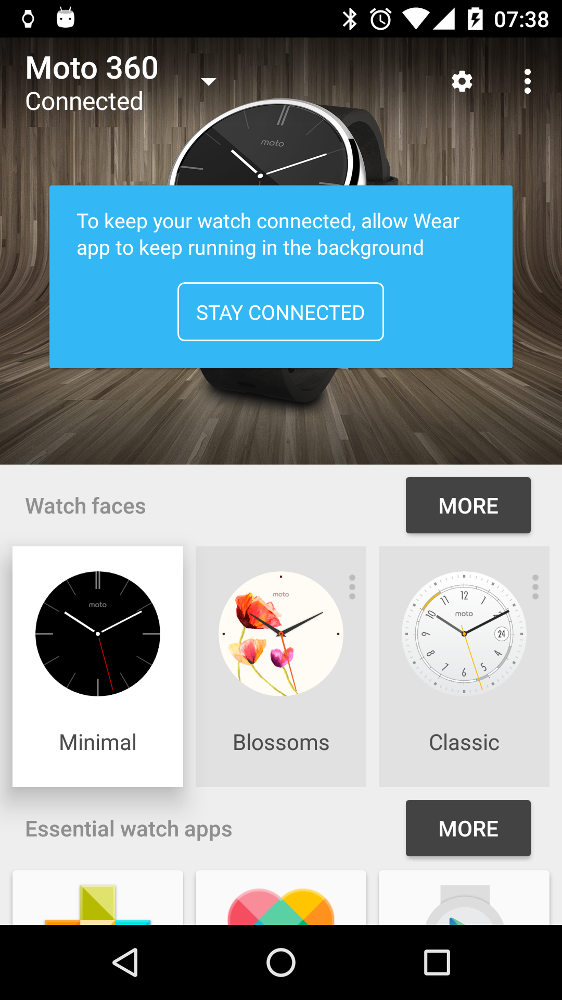 07:38
Moto 360
Connected
moto
To keep your watch connected, allow Wear
app to keep running in the background
STAY CONNECTED
Watch faces
MORE
moto
moto
12
1
2
24
4
5
6
7
8
9
10
11
moto
Minimal
Blossoms
Classic
Essential watch apps
MORE